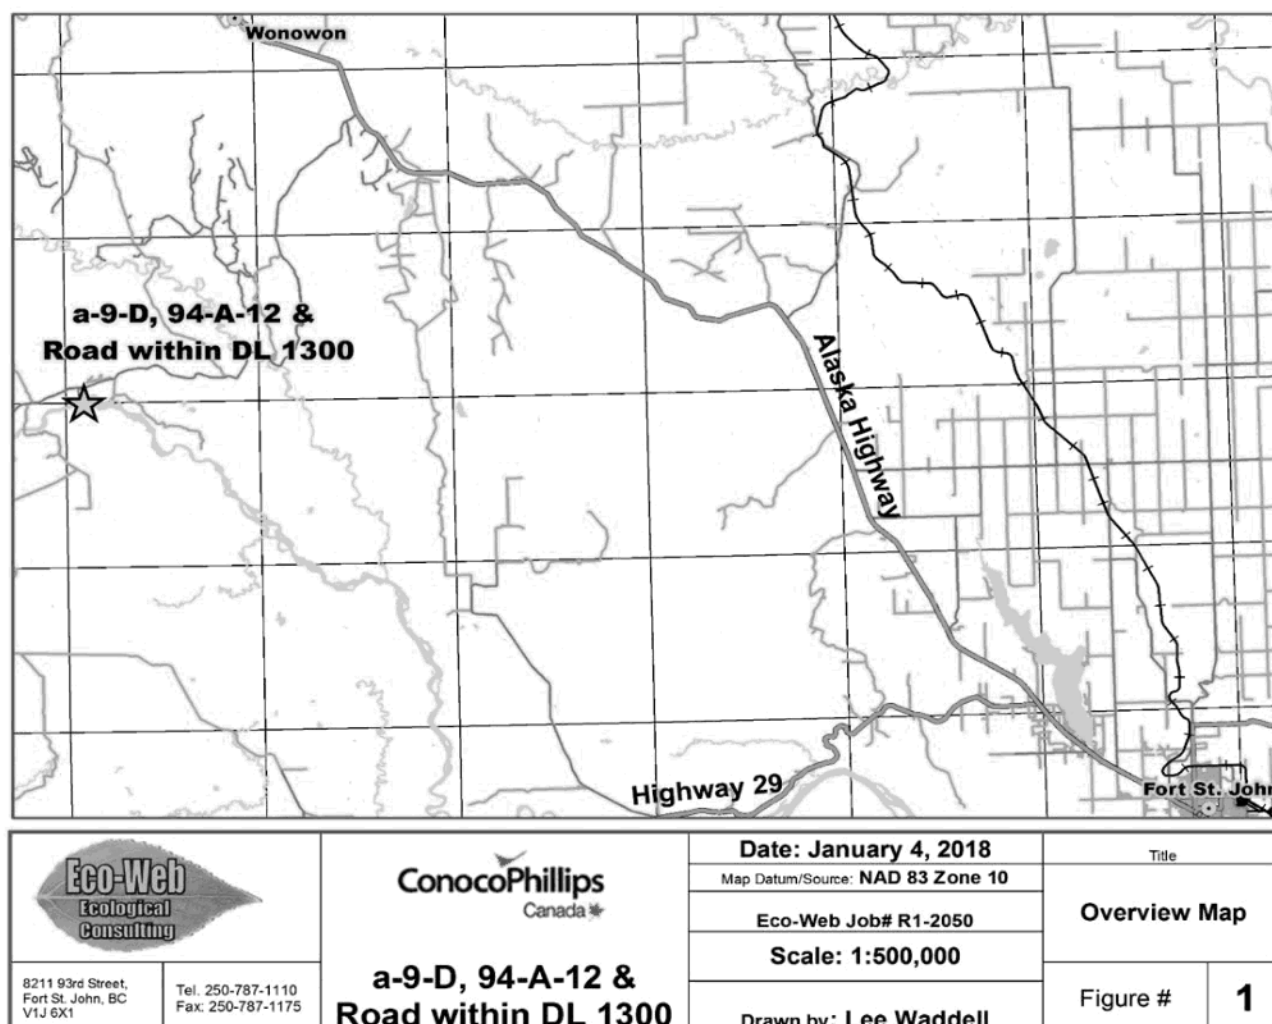 Wonowon
a-9-D, 94-A-12 &
Road within DL 1300
Alaska Highway
Highway 29
Fort St. John
Eco-Web
Ecological
Consulting
8211 93rd Street,
Fort St. John, BC
V1J 6X1
Tel. 250-787-1110
Fax: 250-787-1175
ConocoPhillips
Canada
a-9-D, 94-A-12 &
Road within DL 1300
Date: January 4, 2018
Map Datum/Source: NAD 83 Zone 10
Eco-Web Job# R1-2050
Scale: 1:500,000
Drawn by: Lee Waddell
Title
Overview Map
Figure # 1